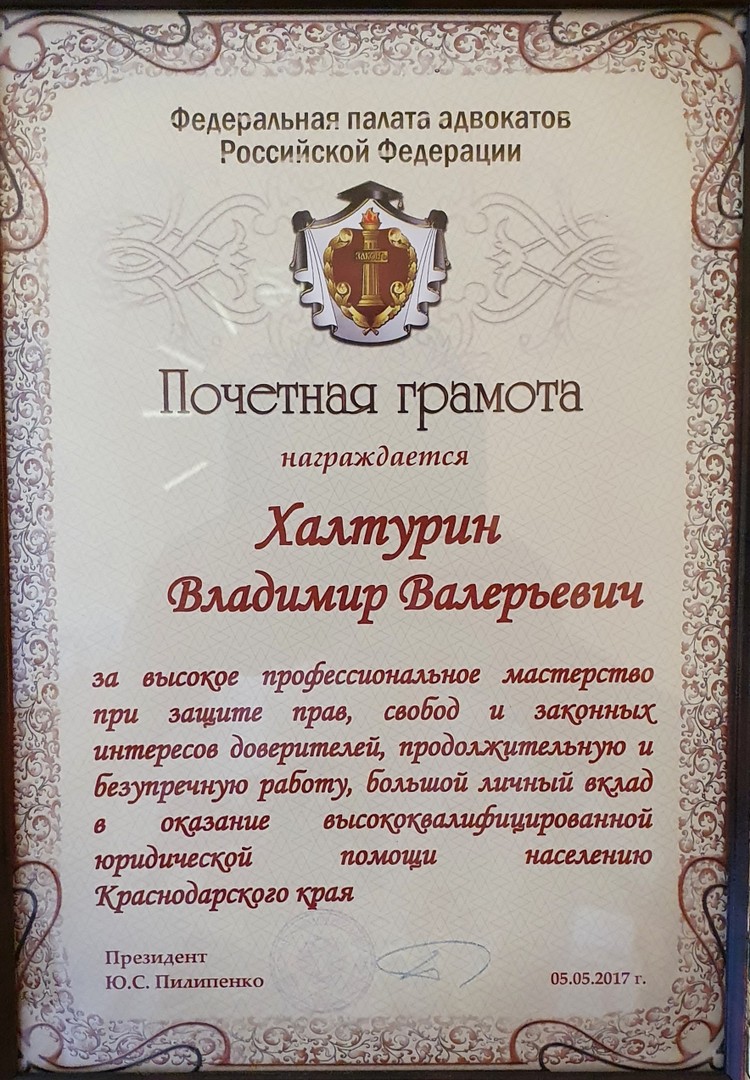 Федеральная палата адвокатов
Российской Федерации
ЗАКОНЪ
Почетная грамота
награждается
Халтурин
Владимир Валерьевич
за высокое профессиональное мастерство
при защите прав, свобод и законных
интересов доверителей, продолжительную и
безупречную работу, большой личный вклад
в оказание высококвалифицированной
юридической помощи населению
Краснодарского края
Президент
Ю.С. Пилипенко
05.05.2017 г.